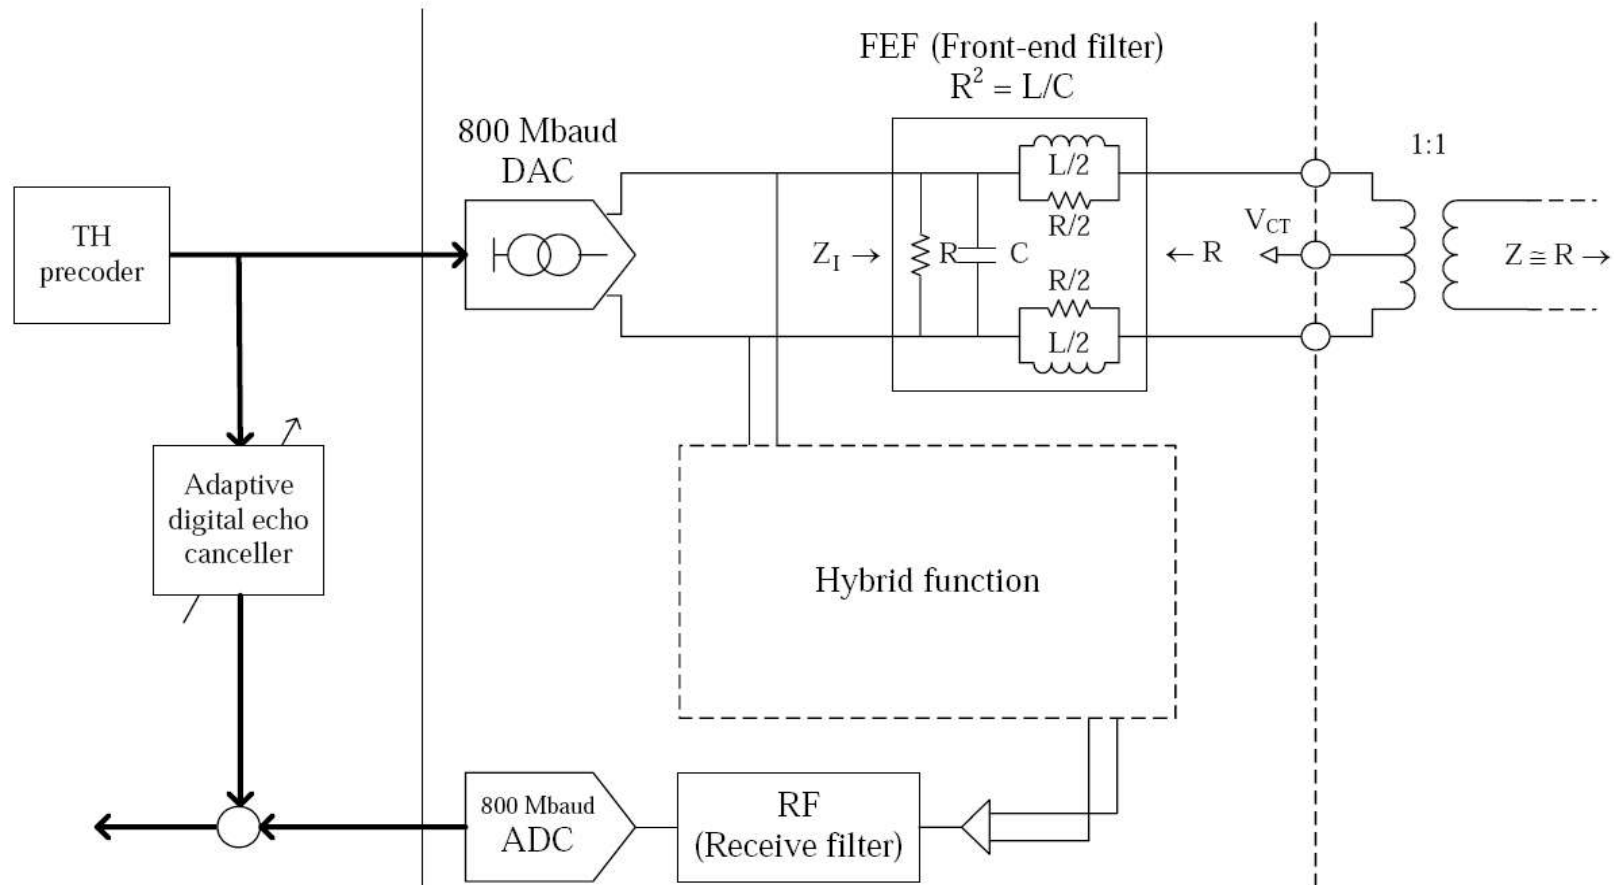 FEF (Front-end filter)
R² = L/C
800 Mbaud
DAC
1:1
L/2
R/2
TH
precoder
Z_I →
R
C
← R
V_CT
Z ≅ R →
R/2
L/2
Adaptive
digital echo
canceller
Hybrid function
800 Mbaud
ADC
RF
(Receive filter)